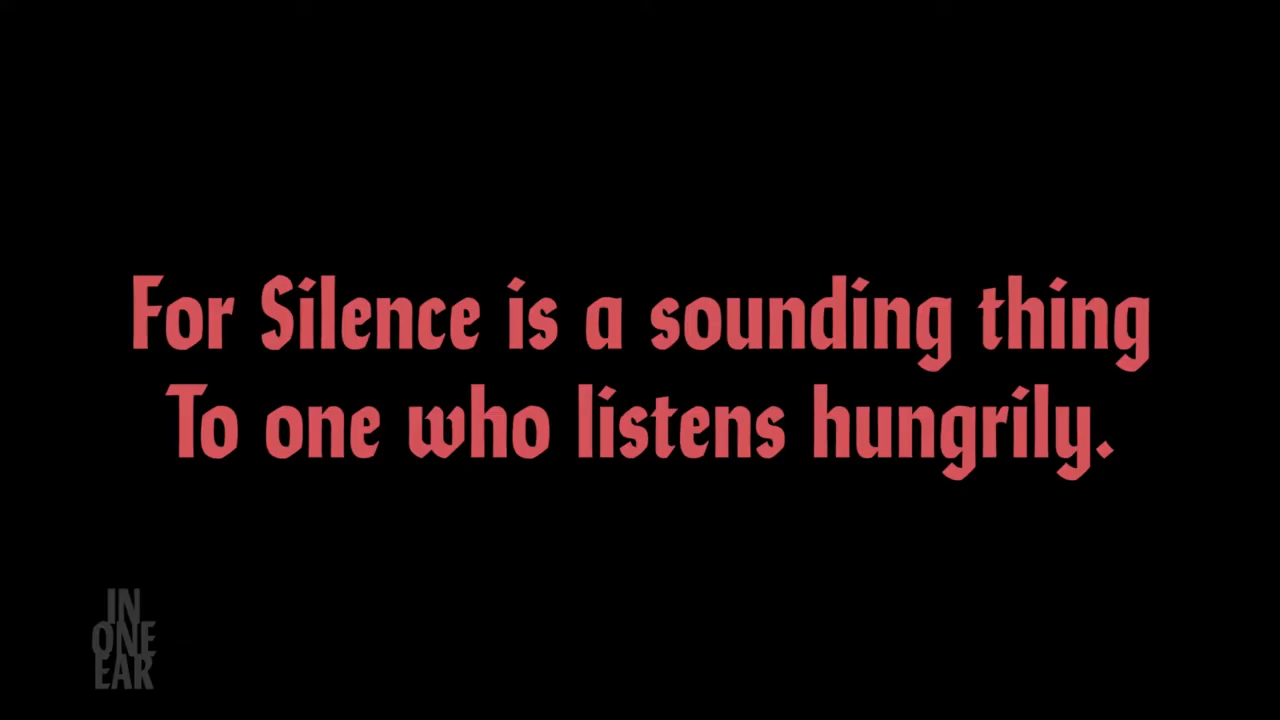 For Silence is a sounding thing
To one who listens hungrily.
IN
ONE
EAR